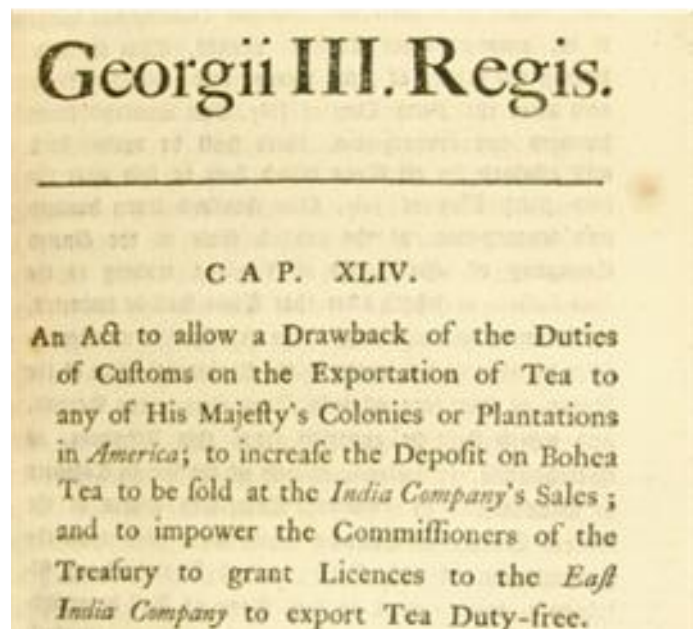 Georgii III. Regis.
CAP. XLIV.
An Act to allow a Drawback of the Duties
of Cuſtoms on the Exportation of Tea to
any of His Majeſty's Colonies or Plantations
in America; to increaſe the Depoſit on Bohea
Tea to be ſold at the India Company's Sales;
and to impower the Commiſſioners of the
Treaſury to grant Licences to the Eaſt
India Company to export Tea Duty-free.